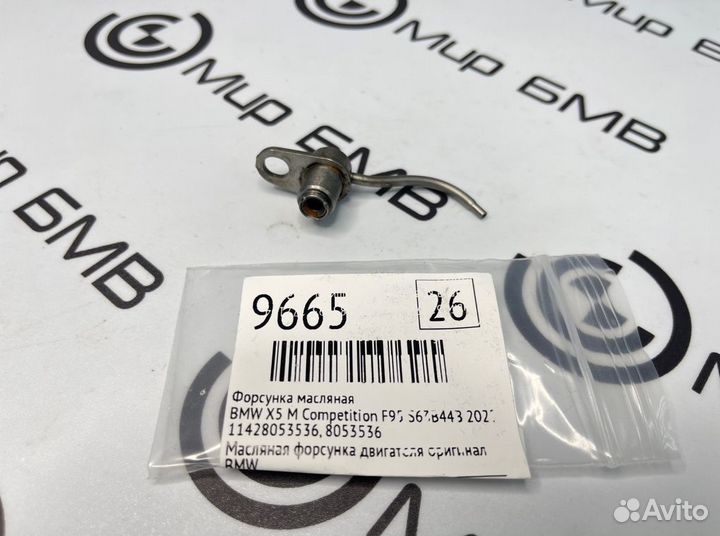 Мир БМВ
Мир БМВ
Мир БМВ
9665 26
Форсунка масляная
BMW X5 M Competition F95 S63B44B
11428053536, 8053536
Масляная форсунка двигателя оригинал
BMW
Avito